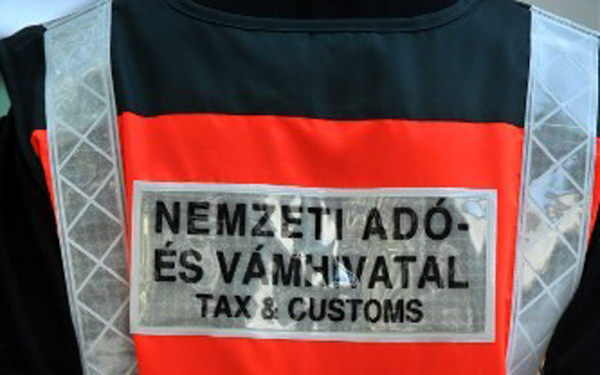 NEMZETI ADÓ-
ÉS VÁMHIVATAL
TAX & CUSTOMS